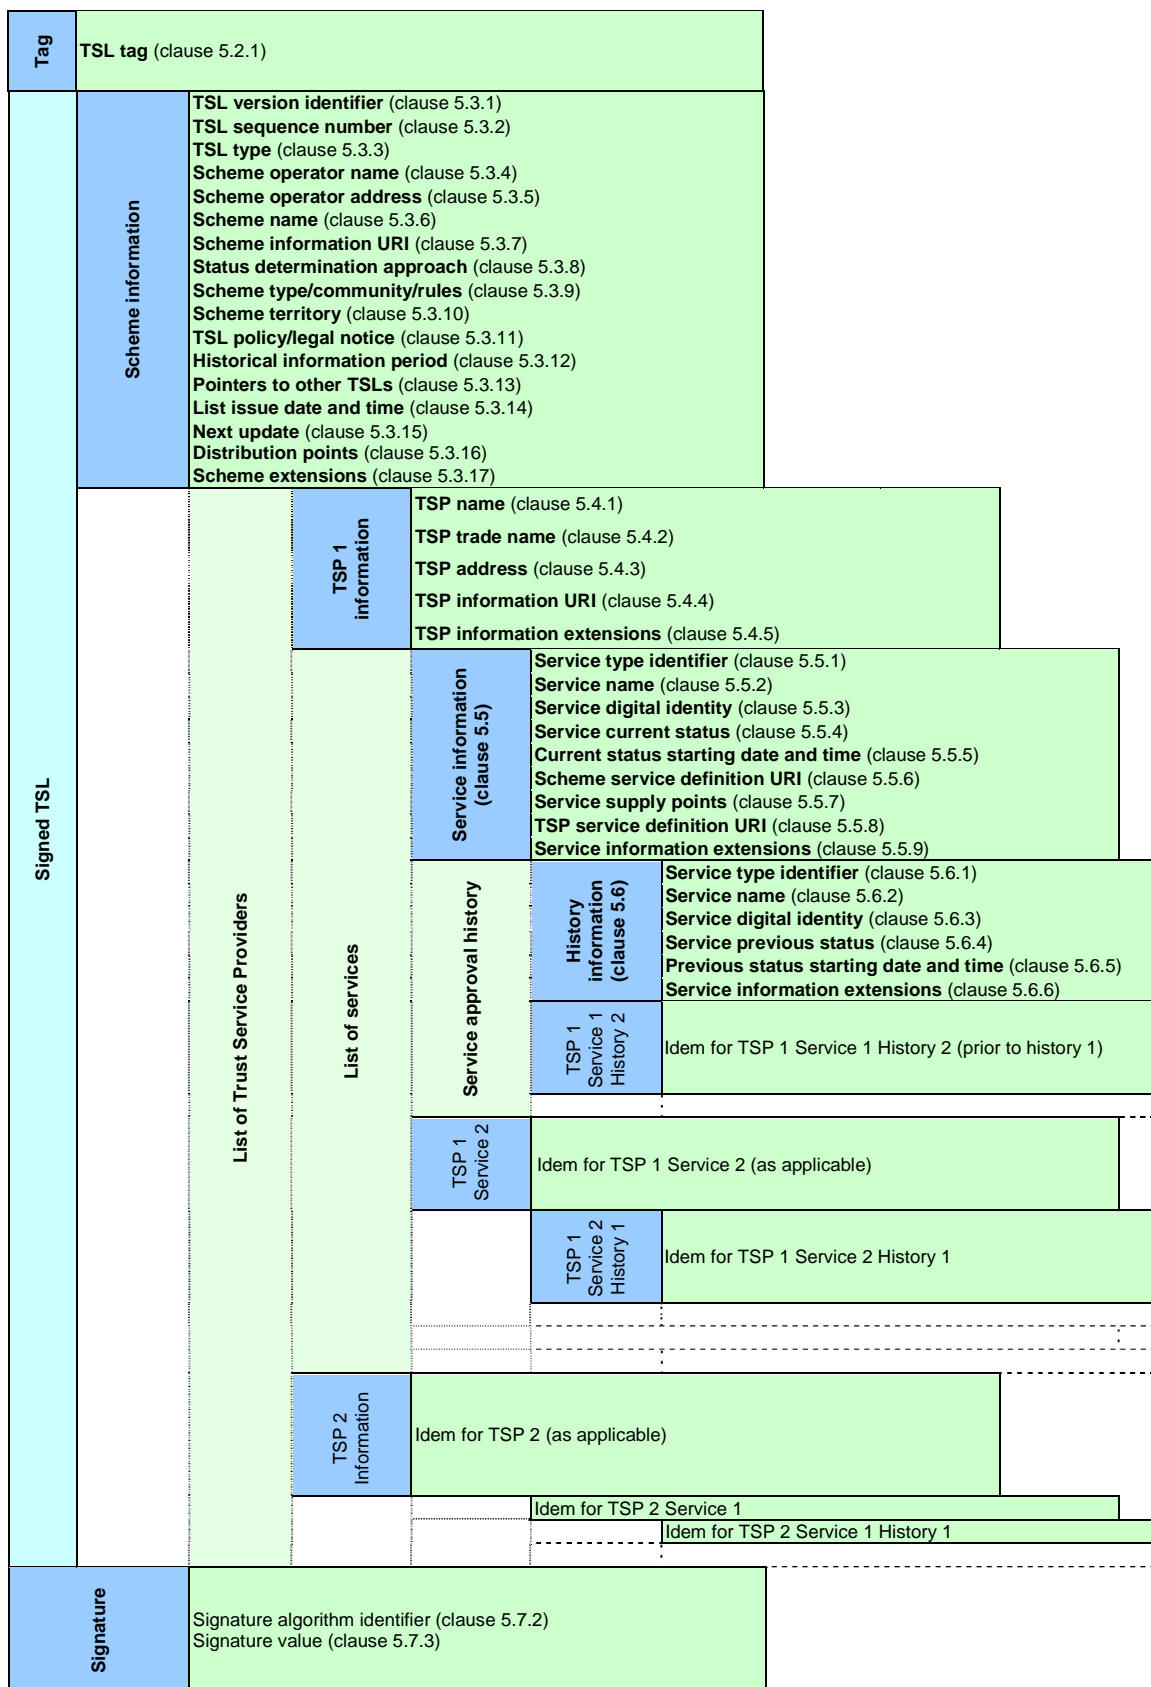 Tag
TSL tag (clause 5.2.1)
Signed TSL
Scheme information
TSL version identifier (clause 5.3.1)
TSL sequence number (clause 5.3.2)
TSL type (clause 5.3.3)
Scheme operator name (clause 5.3.4)
Scheme operator address (clause 5.3.5)
Scheme name (clause 5.3.6)
Scheme information URI (clause 5.3.7)
Status determination approach (clause 5.3.8)
Scheme type/community/rules (clause 5.3.9)
Scheme territory (clause 5.3.10)
TSL policy/legal notice (clause 5.3.11)
Historical information period (clause 5.3.12)
Pointers to other TSLs (clause 5.3.13)
List issue date and time (clause 5.3.14)
Next update (clause 5.3.15)
Distribution points (clause 5.3.16)
Scheme extensions (clause 5.3.17)
List of Trust Service Providers
TSP 1
information
TSP name (clause 5.4.1)
TSP trade name (clause 5.4.2)
TSP address (clause 5.4.3)
TSP information URI (clause 5.4.4)
TSP information extensions (clause 5.4.5)
List of services
Service information
(clause 5.5)
Service type identifier (clause 5.5.1)
Service name (clause 5.5.2)
Service digital identity (clause 5.5.3)
Service current status (clause 5.5.4)
Current status starting date and time (clause 5.5.5)
Scheme service definition URI (clause 5.5.6)
Service supply points (clause 5.5.7)
TSP service definition URI (clause 5.5.8)
Service information extensions (clause 5.5.9)
Service approval history
History
information
(clause 5.6)
Service type identifier (clause 5.6.1)
Service name (clause 5.6.2)
Service digital identity (clause 5.6.3)
Service previous status (clause 5.6.4)
Previous status starting date and time (clause 5.6.5)
Service information extensions (clause 5.6.6)
TSP 1
Service 1
History 2
Idem for TSP 1 Service 1 History 2 (prior to history 1)
TSP 1
Service 2
Idem for TSP 1 Service 2 (as applicable)
TSP 1
Service 2
History 1
Idem for TSP 1 Service 2 History 1
TSP 2
Information
Idem for TSP 2 (as applicable)
Idem for TSP 2 Service 1
Idem for TSP 2 Service 1 History 1
Signature
Signature algorithm identifier (clause 5.7.2)
Signature value (clause 5.7.3)